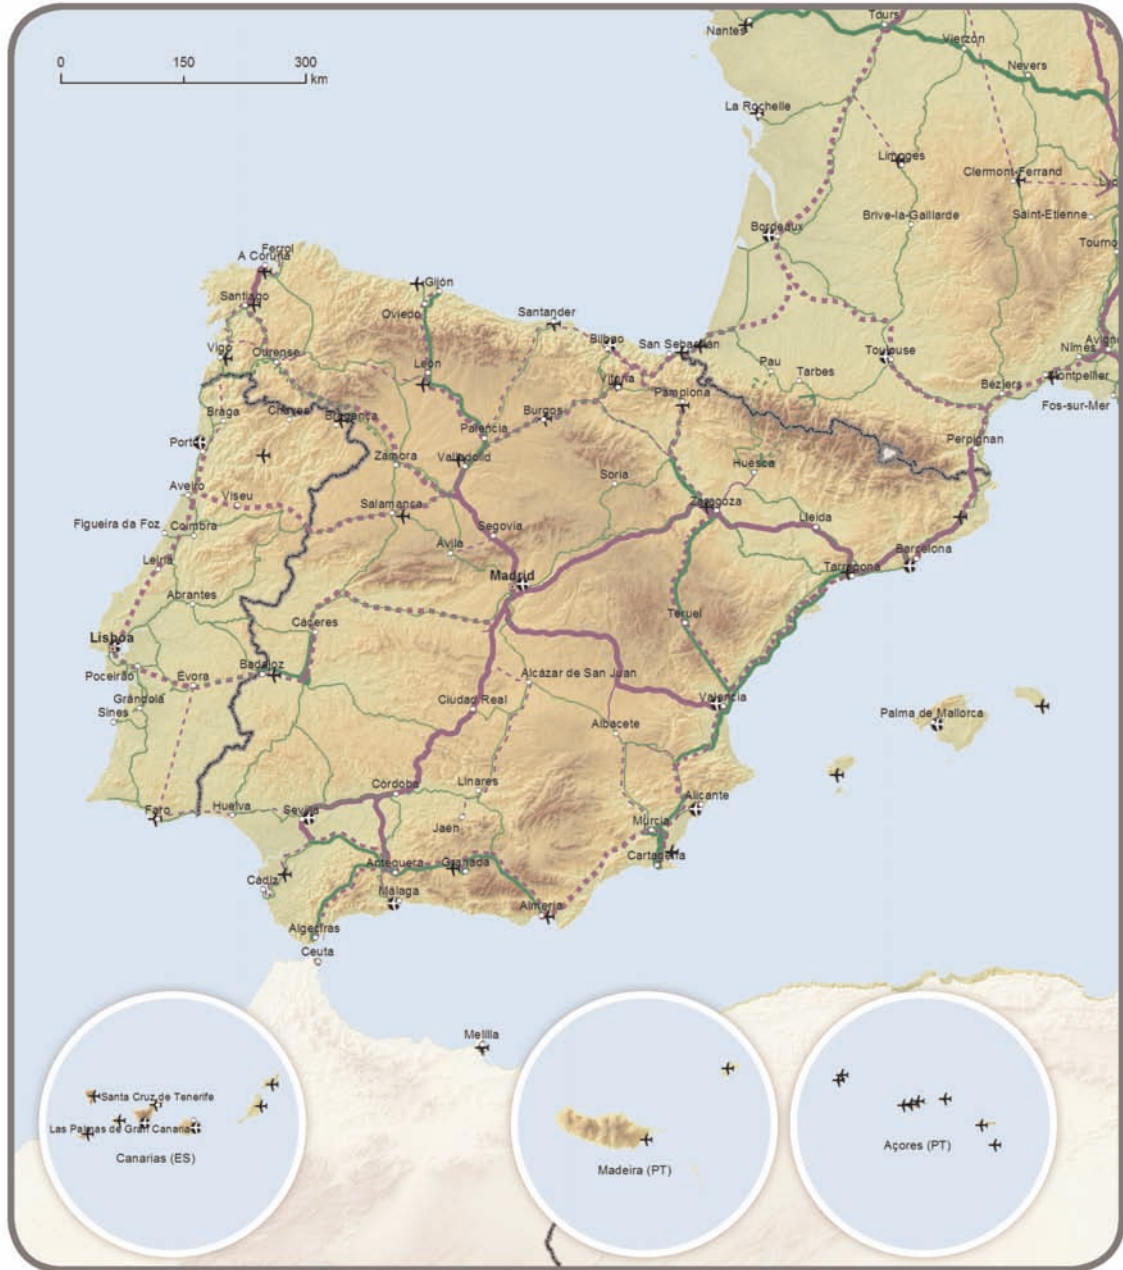 Tours
Nantes
Vierzon
Nevers
0 150 300
km
La Rochelle
Limoges
Clermont-Ferrand
Brive-la-Gaillarde
Saint-Etienne
Bordeaux
Ferrol
A Coruña
Gijón
Santiago
Oviedo
Santander
Bilbao
San Sebastián
Vigo
Ourense
León
Vitoria
Pau
Toulouse
Tarbes
Nîmes
Montpellier
Béziers
Fos-sur-Mer
Pamplona
Braga
Chaves
Bragança
Burgos
Palencia
Perpignan
Zamora
Valladolid
Soria
Huesca
Aveiro
Viseu
Salamanca
Zaragoza
Lleida
Figueira da Foz
Coimbra
Segovia
Ávila
Leiria
Madrid
Barcelona
Tarragona
Abrantes
Teruel
Cáceres
Lisbôa
Badajoz
Poceirão
Évora
Alcázar de San Juan
Grândola
Sines
Ciudad Real
Valencia
Palma de Mallorca
Albacete
Córdoba
Linares
Alicante
Faro
Huelva
Sevilla
Jaén
Murcia
Cartagena
Antequera
Granada
Cádiz
Málaga
Almería
Algeciras
Ceuta
Melilla
Santa Cruz de Tenerife
Las Palmas de Gran Canaria
Canarias (ES)
Madeira (PT)
Açores (PT)